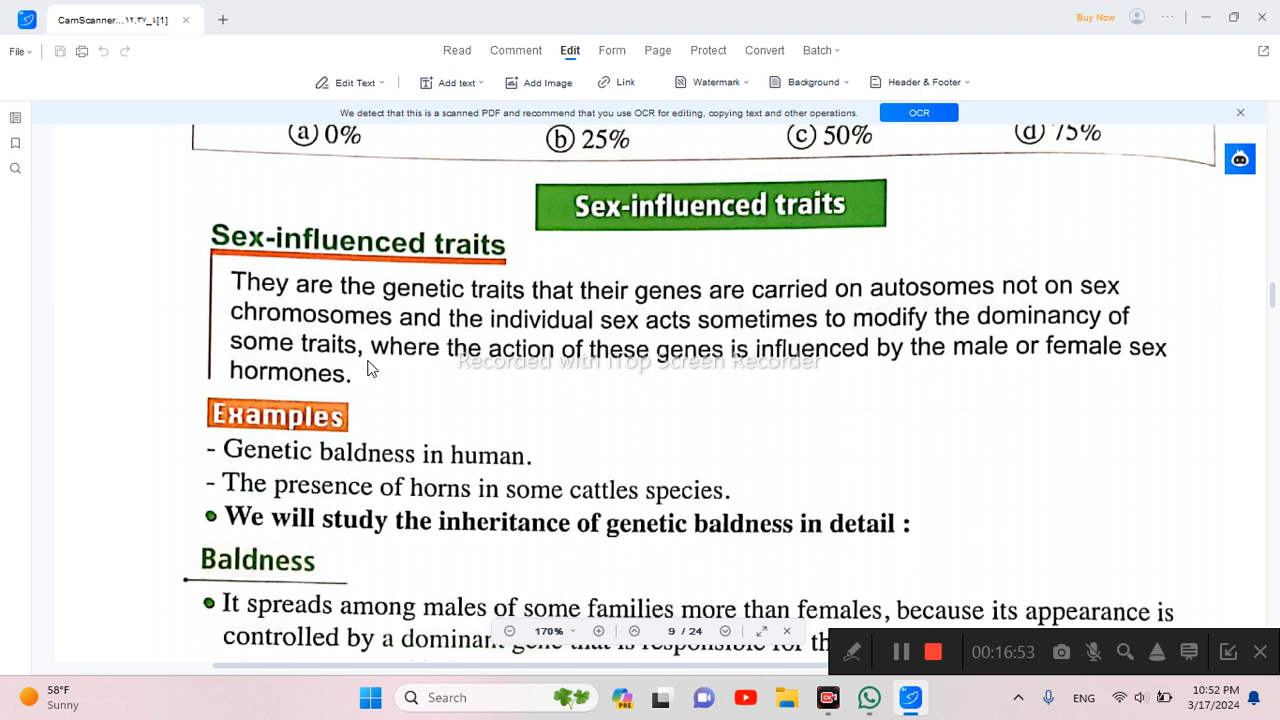 CamScanner...
Buy Now
File
Read Comment Edit Form Page Protect Convert Batch
Edit Text Add text Add Image Link Watermark Background Header & Footer
We detect that this is a scanned PDF and recommend that you use OCR for editing, copying text and other operations. OCR
(a) 0% (b) 25% (c) 50% (d) 75%
Sex-influenced traits
Sex-influenced traits
They are the genetic traits that their genes are carried on autosomes not on sex
chromosomes and the individual sex acts sometimes to modify the dominancy of
some traits, where the action of these genes is influenced by the male or female sex
Recorded with iTop Screen Recorder
hormones.
Examples
- Genetic baldness in human.
- The presence of horns in some cattles species.
• We will study the inheritance of genetic baldness in detail :
Baldness
• It spreads among males of some families more than females, because its appearance is
controlled by a dominant gene that is responsible for th
170% 9 / 24
00:16:53
58°F
Sunny
Search
PRE
ENG
10:52 PM
3/17/2024